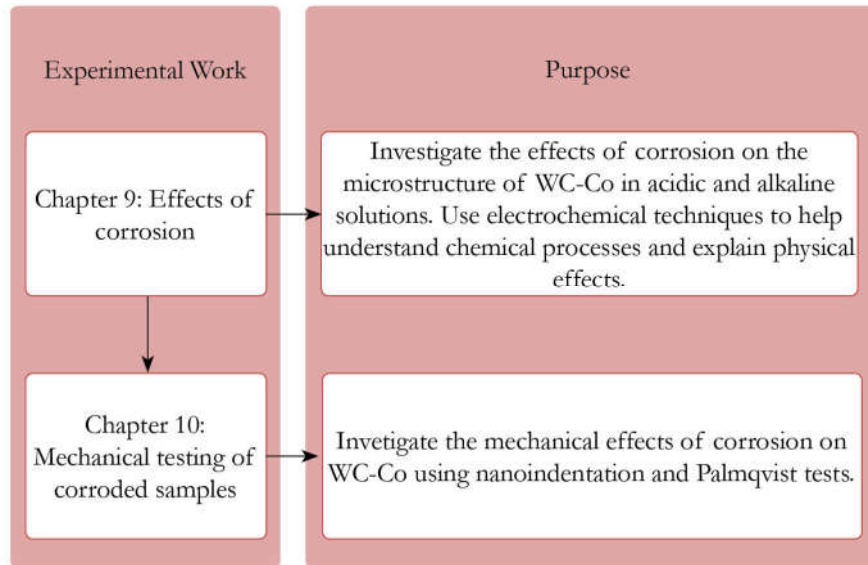 Experimental Work
Purpose
Chapter 9: Effects of
corrosion
Investigate the effects of corrosion on the
microstructure of WC-Co in acidic and alkaline
solutions. Use electrochemical techniques to help
understand chemical processes and explain physical
effects.
Chapter 10:
Mechanical testing of
corroded samples
Invetigate the mechanical effects of corrosion on
WC-Co using nanoindentation and Palmqvist tests.